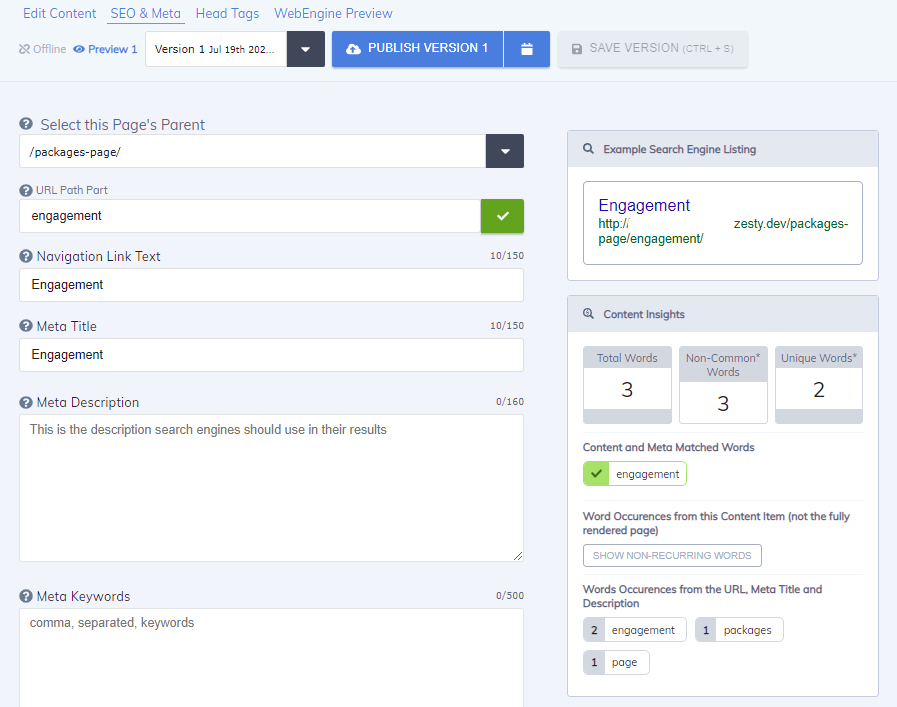 Edit Content SEO & Meta Head Tags WebEngine Preview
Offline Preview 1 Version 1 Jul 19th 202... PUBLISH VERSION 1 SAVE VERSION (CTRL + S)
Select this Page's Parent
/packages-page/
URL Path Part
engagement
Navigation Link Text 10/150
Engagement
Meta Title 10/150
Engagement
Meta Description 0/160
This is the description search engines should use in their results
Meta Keywords 0/500
comma, separated, keywords
Example Search Engine Listing
Engagement
http:// zesty.dev/packages-
page/engagement/
Content Insights
Total Words Non-Common* Words Unique Words*
3 3 2
Content and Meta Matched Words
engagement
Word Occurences from this Content Item (not the fully
rendered page)
SHOW NON-RECURRING WORDS
Words Occurences from the URL, Meta Title and
Description
2 engagement 1 packages
1 page